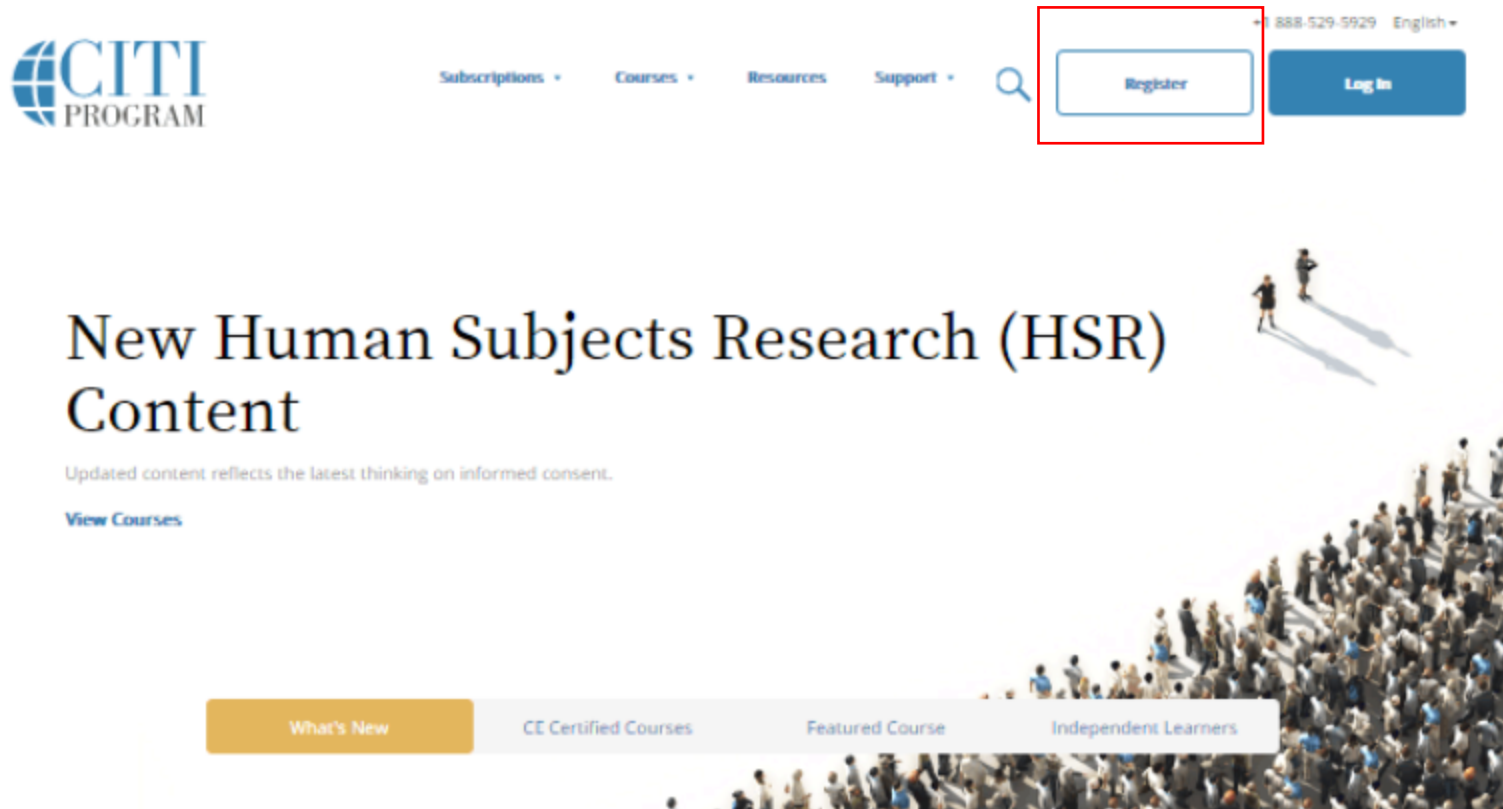 +1 888-529-5929 English
CITI
PROGRAM
Subscriptions Courses Resources Support Register Log In
New Human Subjects Research (HSR)
Content
Updated content reflects the latest thinking on informed consent.
View Courses
What's New CE Certified Courses Featured Course Independent Learners